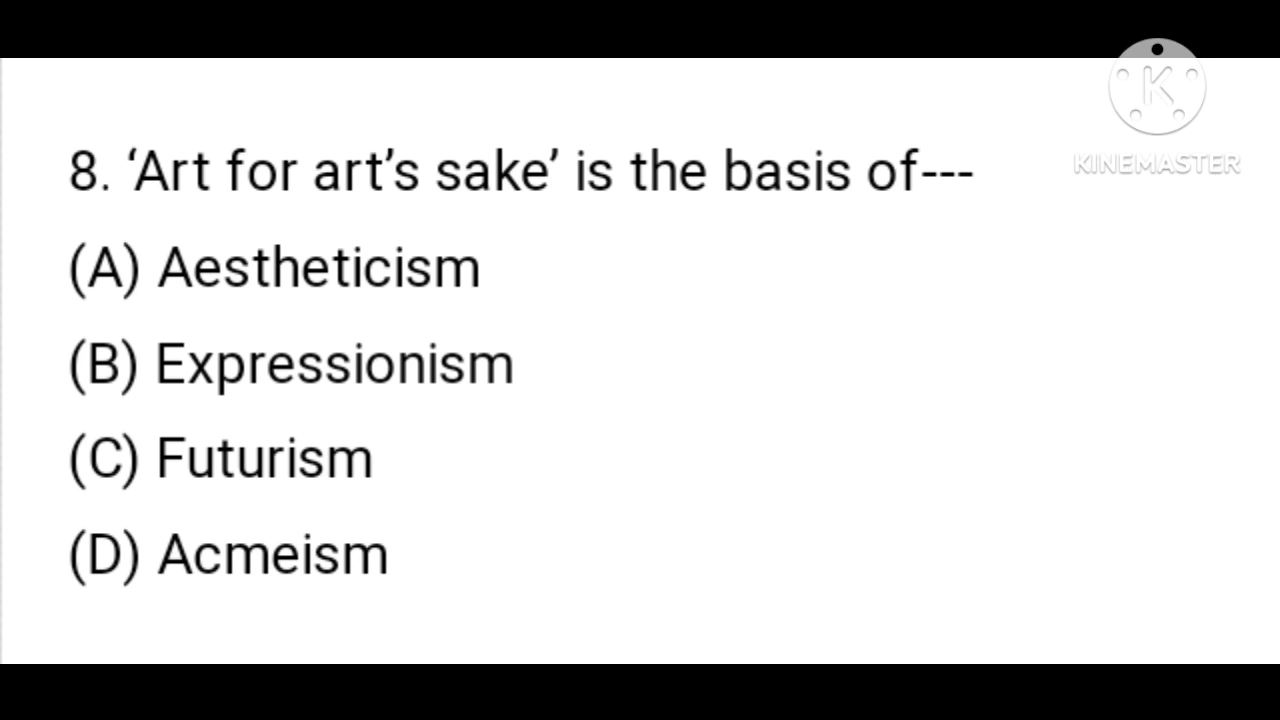 8. ‘Art for art’s sake’ is the basis of---
(A) Aestheticism
(B) Expressionism
(C) Futurism
(D) Acmeism
K
KINEMASTER